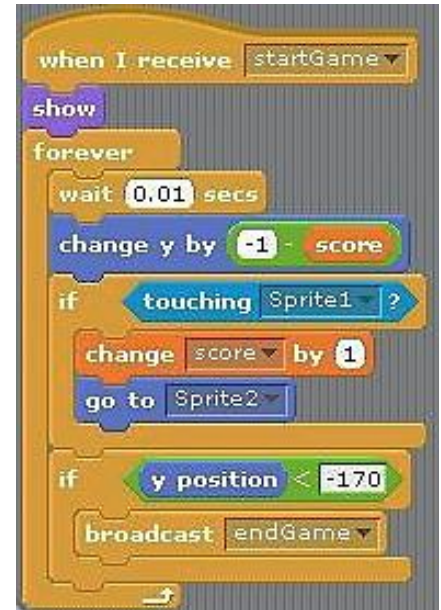 when I receive startGame
show
forever
wait 0.01 secs
change y by -1 - score
if touching Sprite1 ?
change score by 1
go to Sprite2
if y position < -170
broadcast endGame